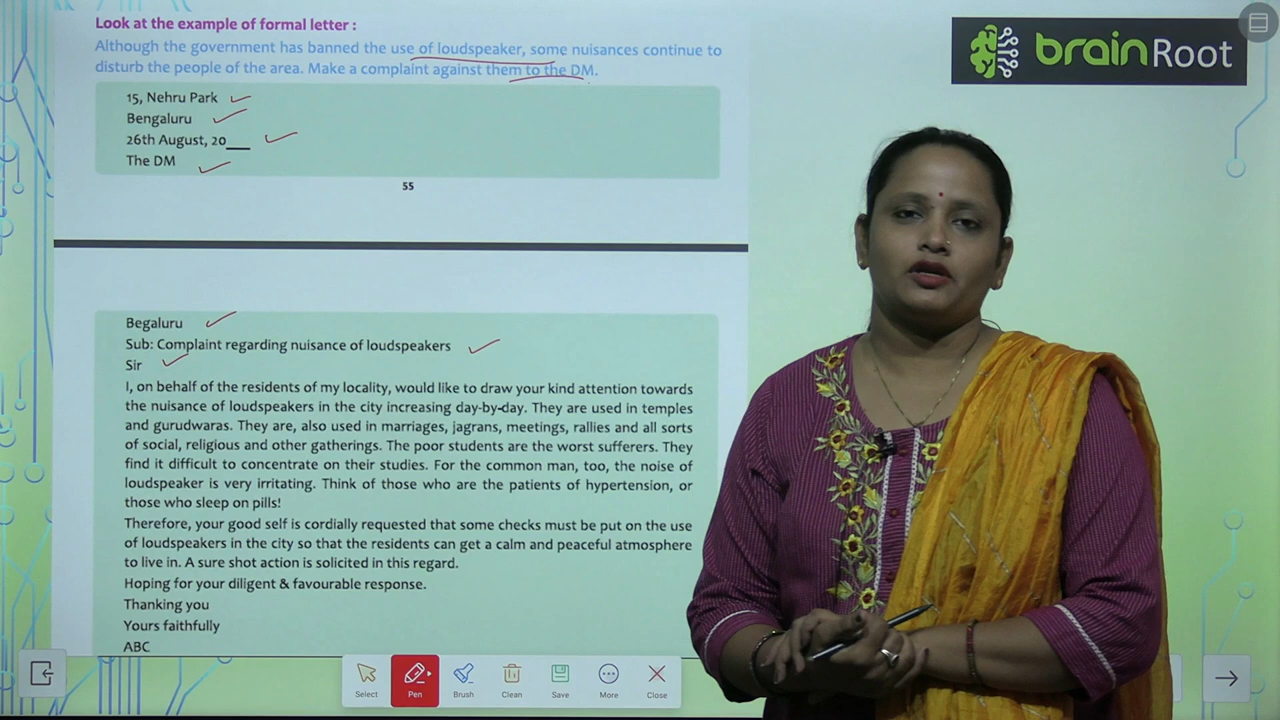 Look at the example of formal letter :
Although the government has banned the use of loudspeaker, some nuisances continue to
disturb the people of the area. Make a complaint against them to the DM.
15, Nehru Park
Bengaluru
26th August, 20__
The DM
55
Begaluru
Sub: Complaint regarding nuisance of loudspeakers
Sir
I, on behalf of the residents of my locality, would like to draw your kind attention towards
the nuisance of loudspeakers in the city increasing day-by-day. They are used in temples
and gurudwaras. They are, also used in marriages, jagrans, meetings, rallies and all sorts
of social, religious and other gatherings. The poor students are the worst sufferers. They
find it difficult to concentrate on their studies. For the common man, too, the noise of
loudspeaker is very irritating. Think of those who are the patients of hypertension, or
those who sleep on pills!
Therefore, your good self is cordially requested that some checks must be put on the use
of loudspeakers in the city so that the residents can get a calm and peaceful atmosphere
to live in. A sure shot action is solicited in this regard.
Hoping for your diligent & favourable response.
Thanking you
Yours faithfully
ABC
Select Pen Brush Clean Save More Close
brainRoot